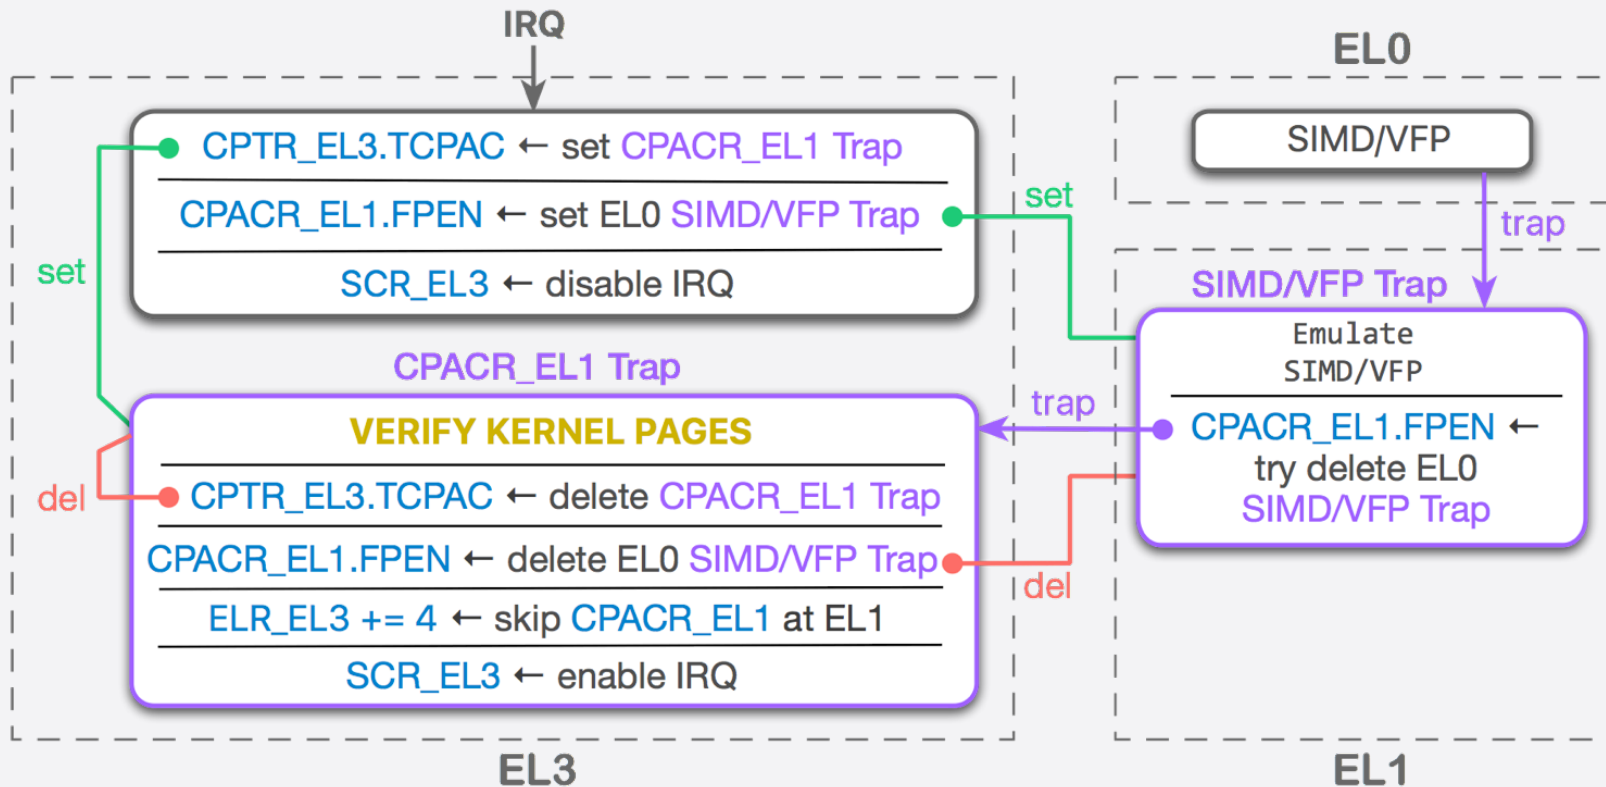 IRQ
CPTR_EL3.TCPAC ← set CPACR_EL1 Trap
CPACR_EL1.FPEN ← set EL0 SIMD/VFP Trap
SCR_EL3 ← disable IRQ
set
set
CPACR_EL1 Trap
VERIFY KERNEL PAGES
CPTR_EL3.TCPAC ← delete CPACR_EL1 Trap
CPACR_EL1.FPEN ← delete EL0 SIMD/VFP Trap
ELR_EL3 += 4 ← skip CPACR_EL1 at EL1
SCR_EL3 ← enable IRQ
del
del
EL3
EL0
SIMD/VFP
trap
SIMD/VFP Trap
Emulate
SIMD/VFP
CPACR_EL1.FPEN ←
try delete EL0
SIMD/VFP Trap
trap
EL1